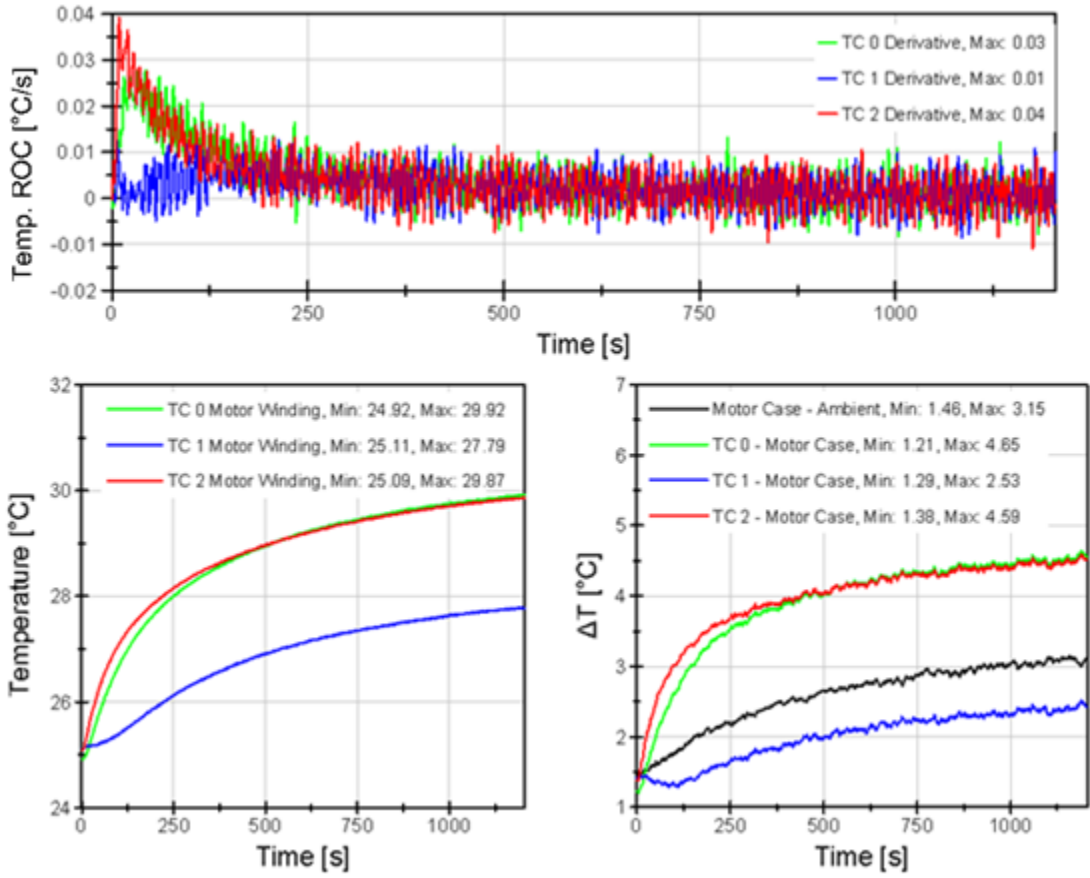 0.04
0.03
0.02
0.01
0
-0.01
-0.02
Temp. ROC [°C/s]
TC 0 Derivative, Max: 0.03
TC 1 Derivative, Max: 0.01
TC 2 Derivative, Max: 0.04
0 250 500 750 1000
Time [s]
32
30
28
26
24
Temperature [°C]
TC 0 Motor Winding, Min: 24.92, Max: 29.92
TC 1 Motor Winding, Min: 25.11, Max: 27.79
TC 2 Motor Winding, Min: 25.09, Max: 29.87
0 250 500 750 1000
Time [s]
7
6
5
4
3
2
1
ΔT [°C]
Motor Case - Ambient, Min: 1.46, Max: 3.15
TC 0 - Motor Case, Min: 1.21, Max: 4.65
TC 1 - Motor Case, Min: 1.29, Max: 2.53
TC 2 - Motor Case, Min: 1.38, Max: 4.59
0 250 500 750 1000
Time [s]